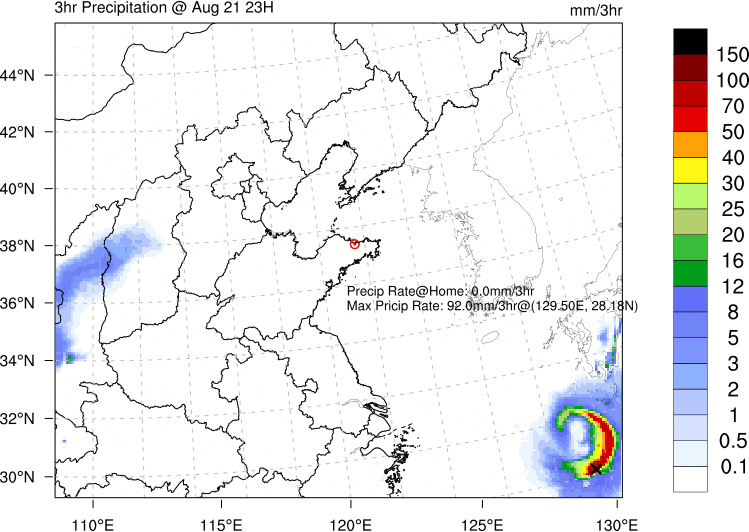 3hr Precipitation @ Aug 21 23H
mm/3hr
44°N
42°N
40°N
38°N
36°N
34°N
32°N
30°N
Precip Rate@Home: 0.0mm/3hr
Max Pricip Rate: 92.0mm/3hr@(129.50E, 28.18N)
110°E 115°E 120°E 125°E 130°E
150
100
70
50
40
30
25
20
16
12
8
5
3
2
1
0.5
0.1